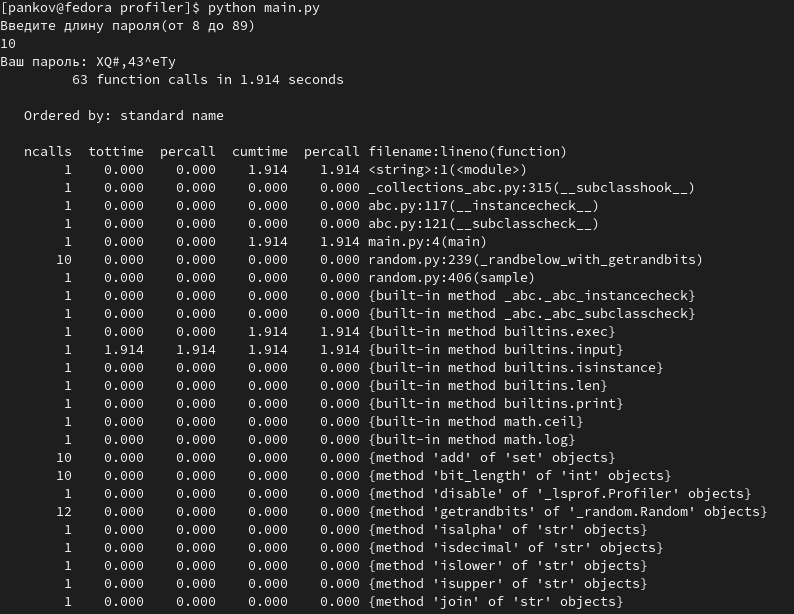 [pankov@fedora profiler]$ python main.py
Введите длину пароля(от 8 до 89)
10
Ваш пароль: XQ#,43^eTy
         63 function calls in 1.914 seconds

   Ordered by: standard name

   ncalls  tottime  percall  cumtime  percall filename:lineno(function)
        1    0.000    0.000    1.914    1.914 <string>:1(<module>)
        1    0.000    0.000    0.000    0.000 _collections_abc.py:315(__subclasshook__)
        1    0.000    0.000    0.000    0.000 abc.py:117(__instancecheck__)
        1    0.000    0.000    0.000    0.000 abc.py:121(__subclasscheck__)
        1    0.000    0.000    1.914    1.914 main.py:4(main)
       10    0.000    0.000    0.000    0.000 random.py:239(_randbelow_with_getrandbits)
        1    0.000    0.000    0.000    0.000 random.py:406(sample)
        1    0.000    0.000    0.000    0.000 {built-in method _abc._abc_instancecheck}
        1    0.000    0.000    0.000    0.000 {built-in method _abc._abc_subclasscheck}
        1    0.000    0.000    1.914    1.914 {built-in method builtins.exec}
        1    1.914    1.914    1.914    1.914 {built-in method builtins.input}
        1    0.000    0.000    0.000    0.000 {built-in method builtins.isinstance}
        1    0.000    0.000    0.000    0.000 {built-in method builtins.len}
        1    0.000    0.000    0.000    0.000 {built-in method builtins.print}
        1    0.000    0.000    0.000    0.000 {built-in method math.ceil}
        1    0.000    0.000    0.000    0.000 {built-in method math.log}
       10    0.000    0.000    0.000    0.000 {method 'add' of 'set' objects}
       10    0.000    0.000    0.000    0.000 {method 'bit_length' of 'int' objects}
        1    0.000    0.000    0.000    0.000 {method 'disable' of '_lsprof.Profiler' objects}
       12    0.000    0.000    0.000    0.000 {method 'getrandbits' of '_random.Random' objects}
        1    0.000    0.000    0.000    0.000 {method 'isalpha' of 'str' objects}
        1    0.000    0.000    0.000    0.000 {method 'isdecimal' of 'str' objects}
        1    0.000    0.000    0.000    0.000 {method 'islower' of 'str' objects}
        1    0.000    0.000    0.000    0.000 {method 'isupper' of 'str' objects}
        1    0.000    0.000    0.000    0.000 {method 'join' of 'str' objects}